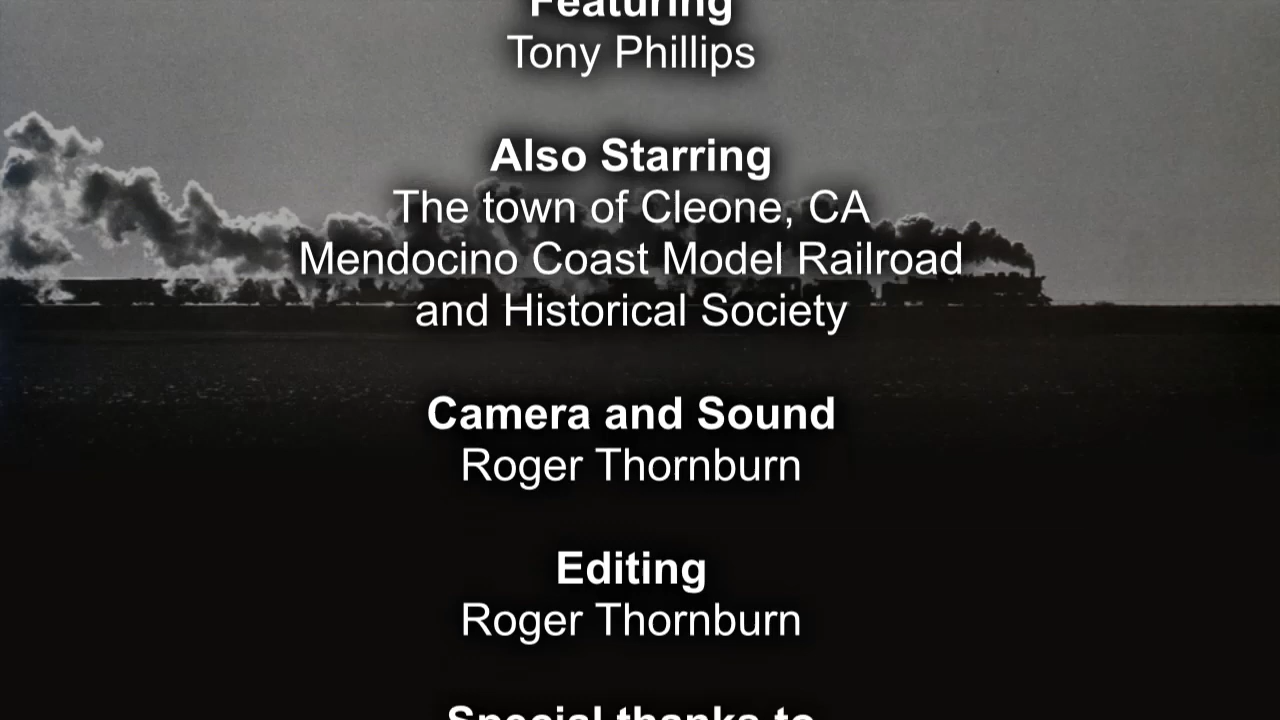 Featuring
Tony Phillips
Also Starring
The town of Cleone, CA
Mendocino Coast Model Railroad
and Historical Society
Camera and Sound
Roger Thornburn
Editing
Roger Thornburn
Special thanks to